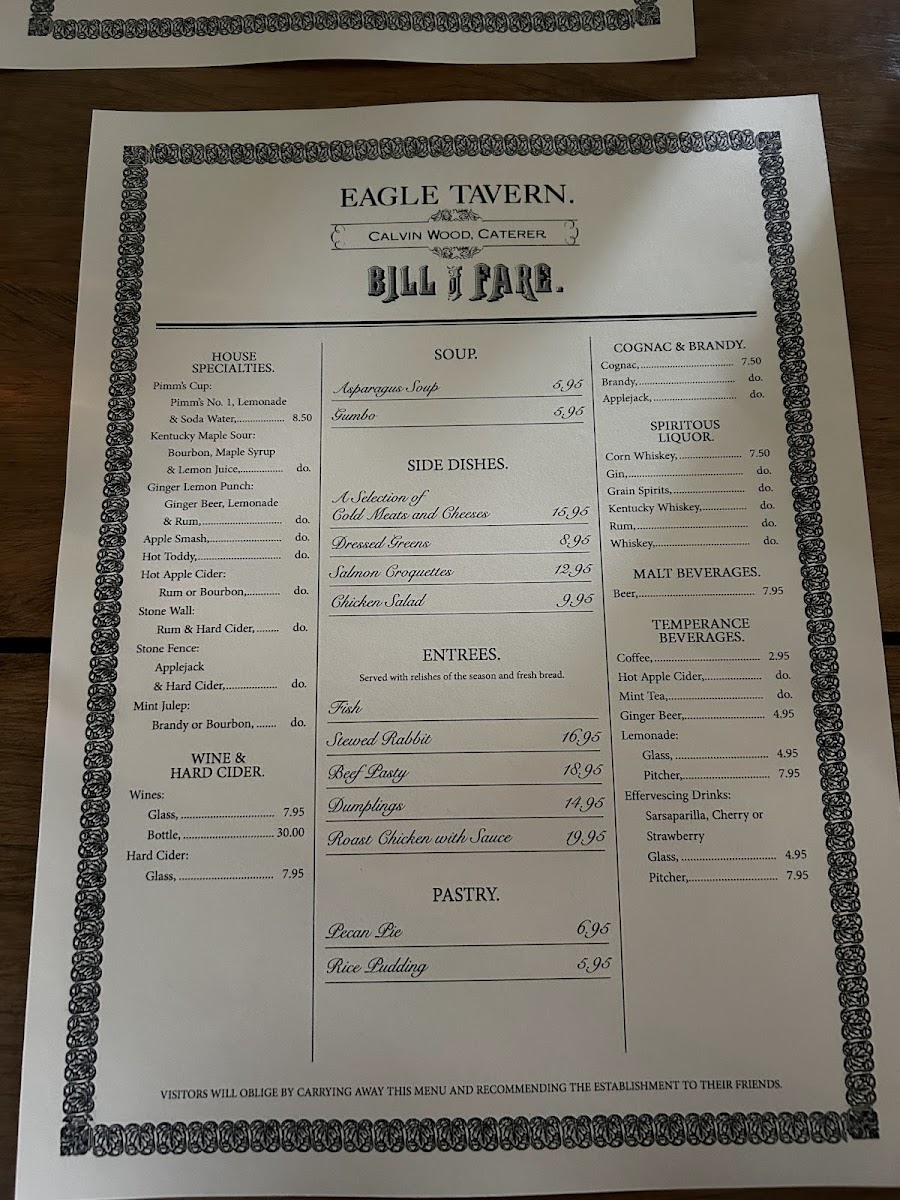 EAGLE TAVERN.
CALVIN WOOD, CATERER
BILL of FARE.
HOUSE
SPECIALTIES.
Pimm's Cup:
Pimm's No. 1, Lemonade
& Soda Water,................. 8.50
Kentucky Maple Sour:
Bourbon, Maple Syrup
& Lemon Juice,............... do.
Ginger Lemon Punch:
Ginger Beer, Lemonade
& Rum,............................. do.
Apple Smash,.......................... do.
Hot Toddy,.............................. do.
Hot Apple Cider:
Rum or Bourbon,............ do.
Stone Wall:
Rum & Hard Cider, ........ do.
Stone Fence:
Applejack
& Hard Cider,.................. do.
Mint Julep:
Brandy or Bourbon, ....... do.
WINE &
HARD CIDER.
Wines:
Glass, ................................ 7.95
Bottle, .............................. 30.00
Hard Cider:
Glass, ................................ 7.95
SOUP.
Asparagus Soup 5.95
Gumbo 5.95
SIDE DISHES.
A Selection of
Cold Meats and Cheeses 15.95
Dressed Greens 8.95
Salmon Croquettes 12.95
Chicken Salad 9.95
ENTREES.
Served with relishes of the season and fresh bread.
Fish
Stewed Rabbit 16.95
Beef Pasty 18.95
Dumplings 14.95
Roast Chicken with Sauce 19.95
PASTRY.
Pecan Pie 6.95
Rice Pudding 5.95
COGNAC & BRANDY.
Cognac, ................................ 7.50
Brandy,.................................. do.
Applejack, ............................. do.
SPIRITOUS
LIQUOR.
Corn Whiskey,...................... 7.50
Gin,......................................... do.
Grain Spirits,.......................... do.
Kentucky Whiskey,............... do.
Rum,....................................... do.
Whiskey,................................. do.
MALT BEVERAGES.
Beer,........................................ 7.95
TEMPERANCE
BEVERAGES.
Coffee,..................................... 2.95
Hot Apple Cider,.................... do.
Mint Tea,................................. do.
Ginger Beer,............................ 4.95
Lemonade:
Glass, ................................ 4.95
Pitcher,.............................. 7.95
Effervescing Drinks:
Sarsaparilla, Cherry or
Strawberry
Glass, ................................ 4.95
Pitcher,.............................. 7.95
VISITORS WILL OBLIGE BY CARRYING AWAY THIS MENU AND RECOMMENDING THE ESTABLISHMENT TO THEIR FRIENDS.